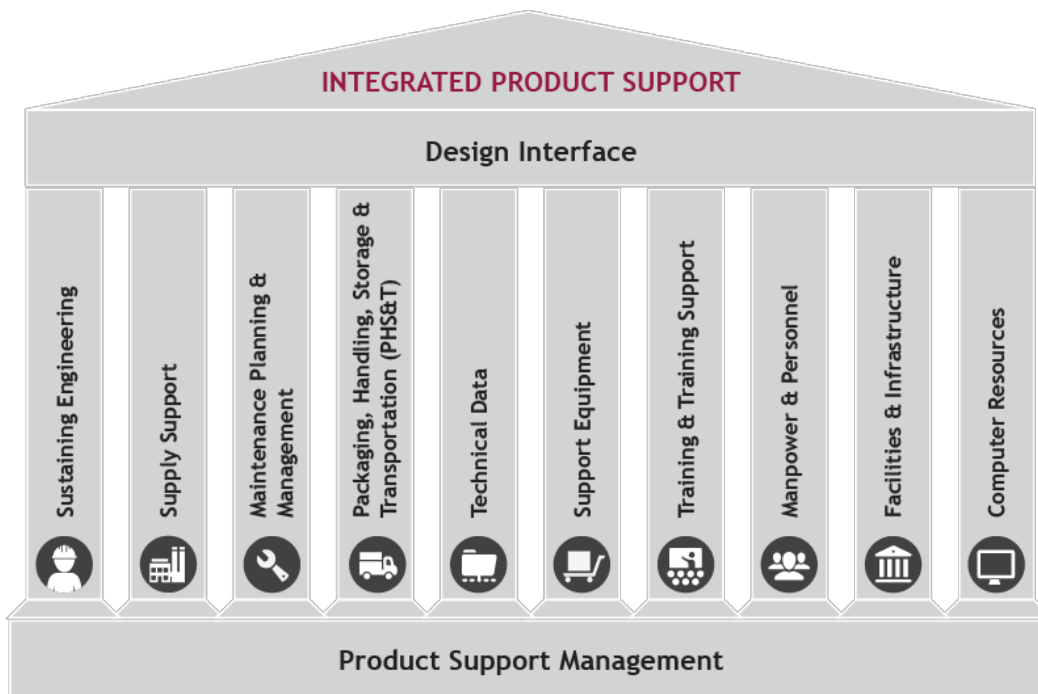 INTEGRATED PRODUCT SUPPORT
Design Interface
Sustaining Engineering
Supply Support
Maintenance Planning &
Management
Packaging, Handling, Storage &
Transportation (PHS&T)
Technical Data
Support Equipment
Training & Training Support
Manpower & Personnel
Facilities & Infrastructure
Computer Resources
Product Support Management